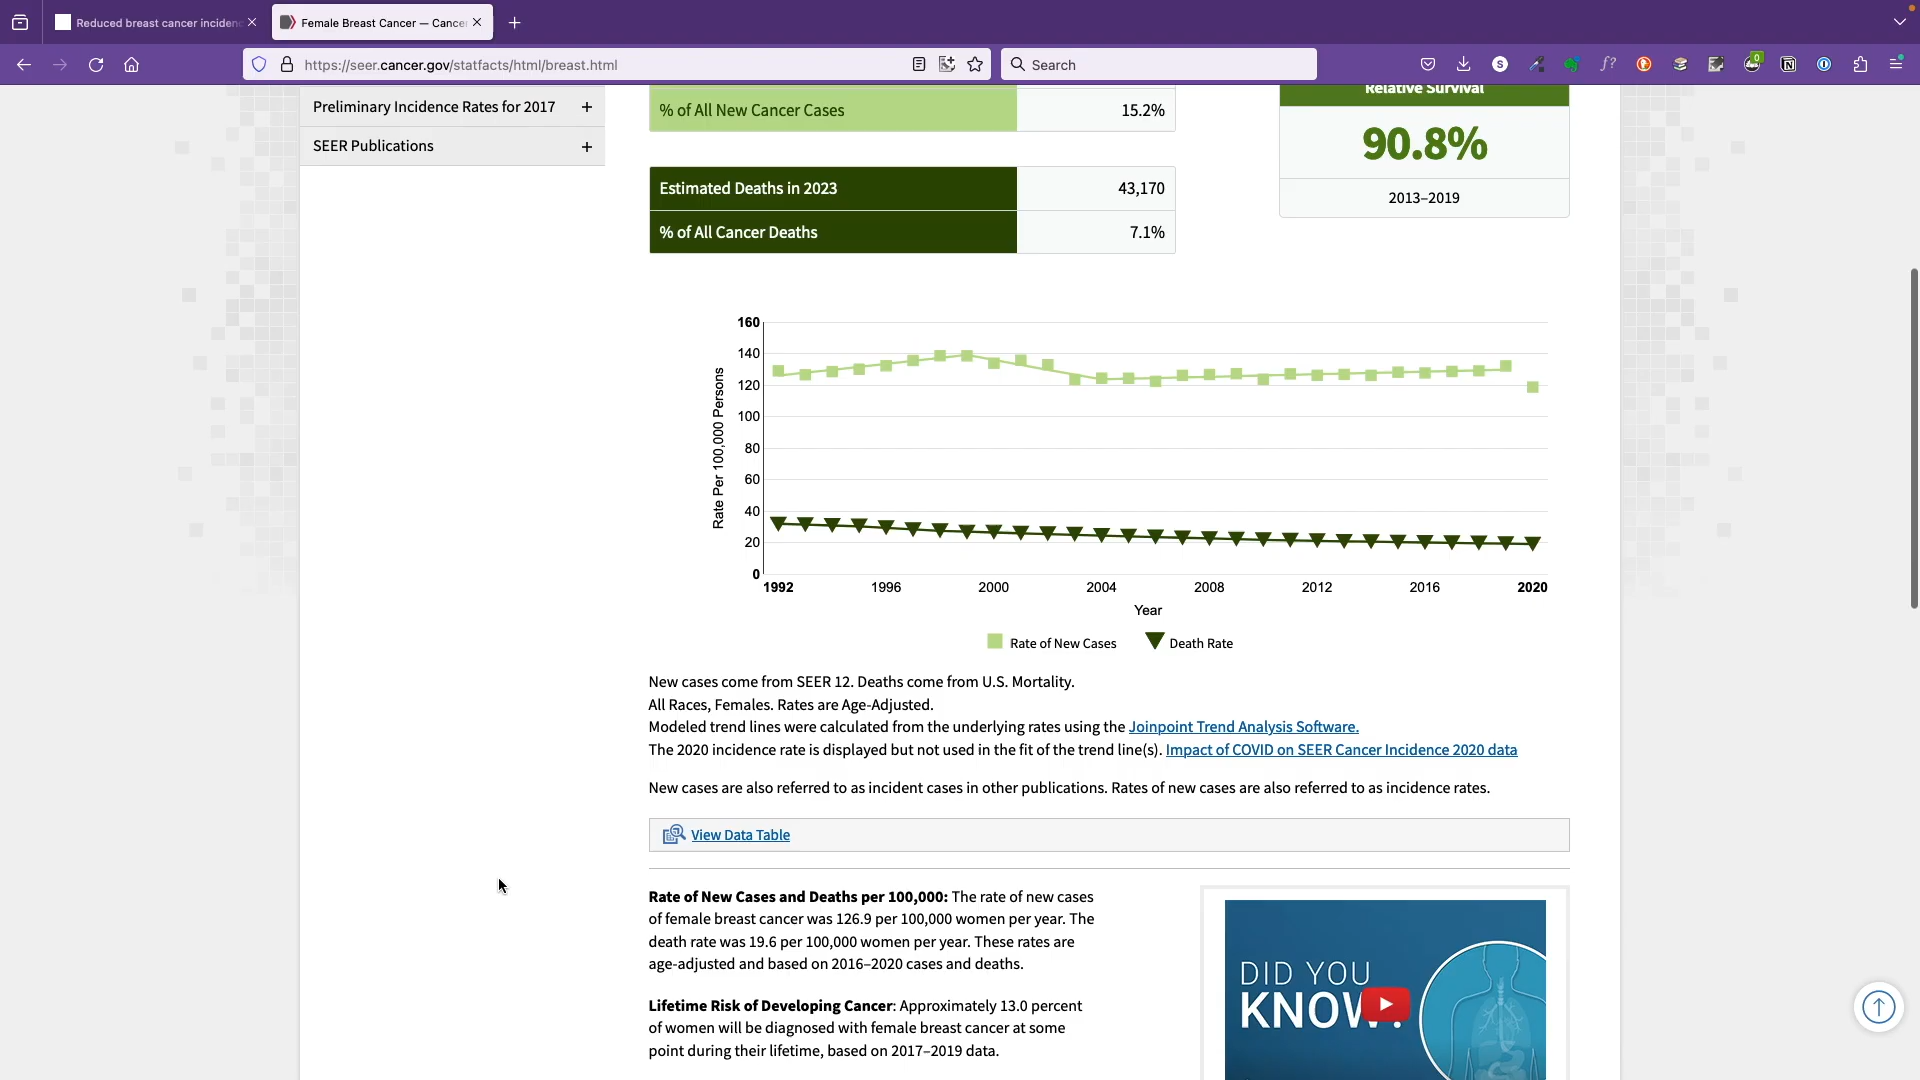 Reduced breast cancer inciden
Female Breast Cancer — Cance
https://seer.cancer.gov/statfacts/html/breast.html
Search
S
f?
0
Preliminary Incidence Rates for 2017 +
SEER Publications +
% of All New Cancer Cases 15.2%
Estimated Deaths in 2023 43,170
% of All Cancer Deaths 7.1%
Relative Survival
90.8%
2013–2019
Rate Per 100,000 Persons
160
140
120
100
80
60
40
20
0
1992 1996 2000 2004 2008 2012 2016 2020
Year
Rate of New Cases Death Rate
New cases come from SEER 12. Deaths come from U.S. Mortality.
All Races, Females. Rates are Age-Adjusted.
Modeled trend lines were calculated from the underlying rates using the Joinpoint Trend Analysis Software.
The 2020 incidence rate is displayed but not used in the fit of the trend line(s). Impact of COVID on SEER Cancer Incidence 2020 data
New cases are also referred to as incident cases in other publications. Rates of new cases are also referred to as incidence rates.
View Data Table
Rate of New Cases and Deaths per 100,000: The rate of new cases
of female breast cancer was 126.9 per 100,000 women per year. The
death rate was 19.6 per 100,000 women per year. These rates are
age-adjusted and based on 2016–2020 cases and deaths.
Lifetime Risk of Developing Cancer: Approximately 13.0 percent
of women will be diagnosed with female breast cancer at some
point during their lifetime, based on 2017–2019 data.
DID YOU
KNOW?